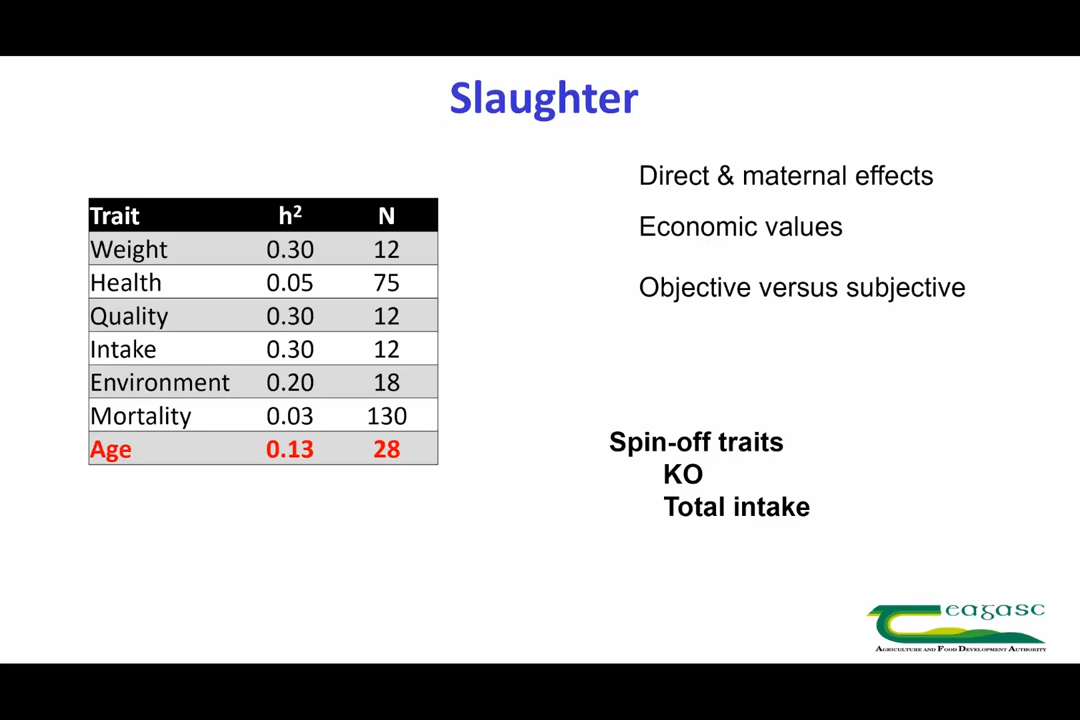 Slaughter
Trait h² N
Weight 0.30 12
Health 0.05 75
Quality 0.30 12
Intake 0.30 12
Environment 0.20 18
Mortality 0.03 130
Age 0.13 28
Direct & maternal effects
Economic values
Objective versus subjective
Spin-off traits
KO
Total intake
eagasc
AGRICULTURE AND FOOD DEVELOPMENT AUTHORITY